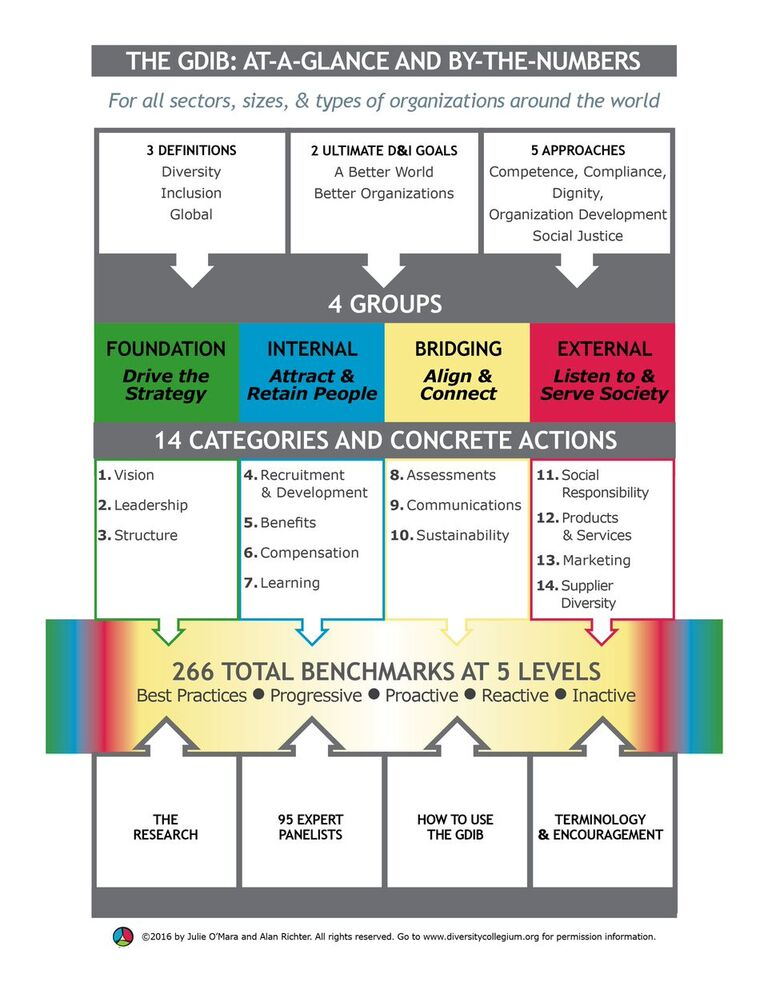 THE GDIB: AT-A-GLANCE AND BY-THE-NUMBERS
For all sectors, sizes, & types of organizations around the world
3 DEFINITIONS
Diversity
Inclusion
Global
2 ULTIMATE D&I GOALS
A Better World
Better Organizations
5 APPROACHES
Competence, Compliance,
Dignity,
Organization Development
Social Justice
4 GROUPS
FOUNDATION
Drive the
Strategy
INTERNAL
Attract &
Retain People
BRIDGING
Align &
Connect
EXTERNAL
Listen to &
Serve Society
14 CATEGORIES AND CONCRETE ACTIONS
1. Vision
2. Leadership
3. Structure
4. Recruitment
& Development
5. Benefits
6. Compensation
7. Learning
8. Assessments
9. Communications
10. Sustainability
11. Social
Responsibility
12. Products
& Services
13. Marketing
14. Supplier
Diversity
266 TOTAL BENCHMARKS AT 5 LEVELS
Best Practices ● Progressive ● Proactive ● Reactive ● Inactive
THE
RESEARCH
95 EXPERT
PANELISTS
HOW TO USE
THE GDIB
TERMINOLOGY
& ENCOURAGEMENT
©2016 by Julie O’Mara and Alan Richter. All rights reserved. Go to www.diversitycollegium.org for permission information.